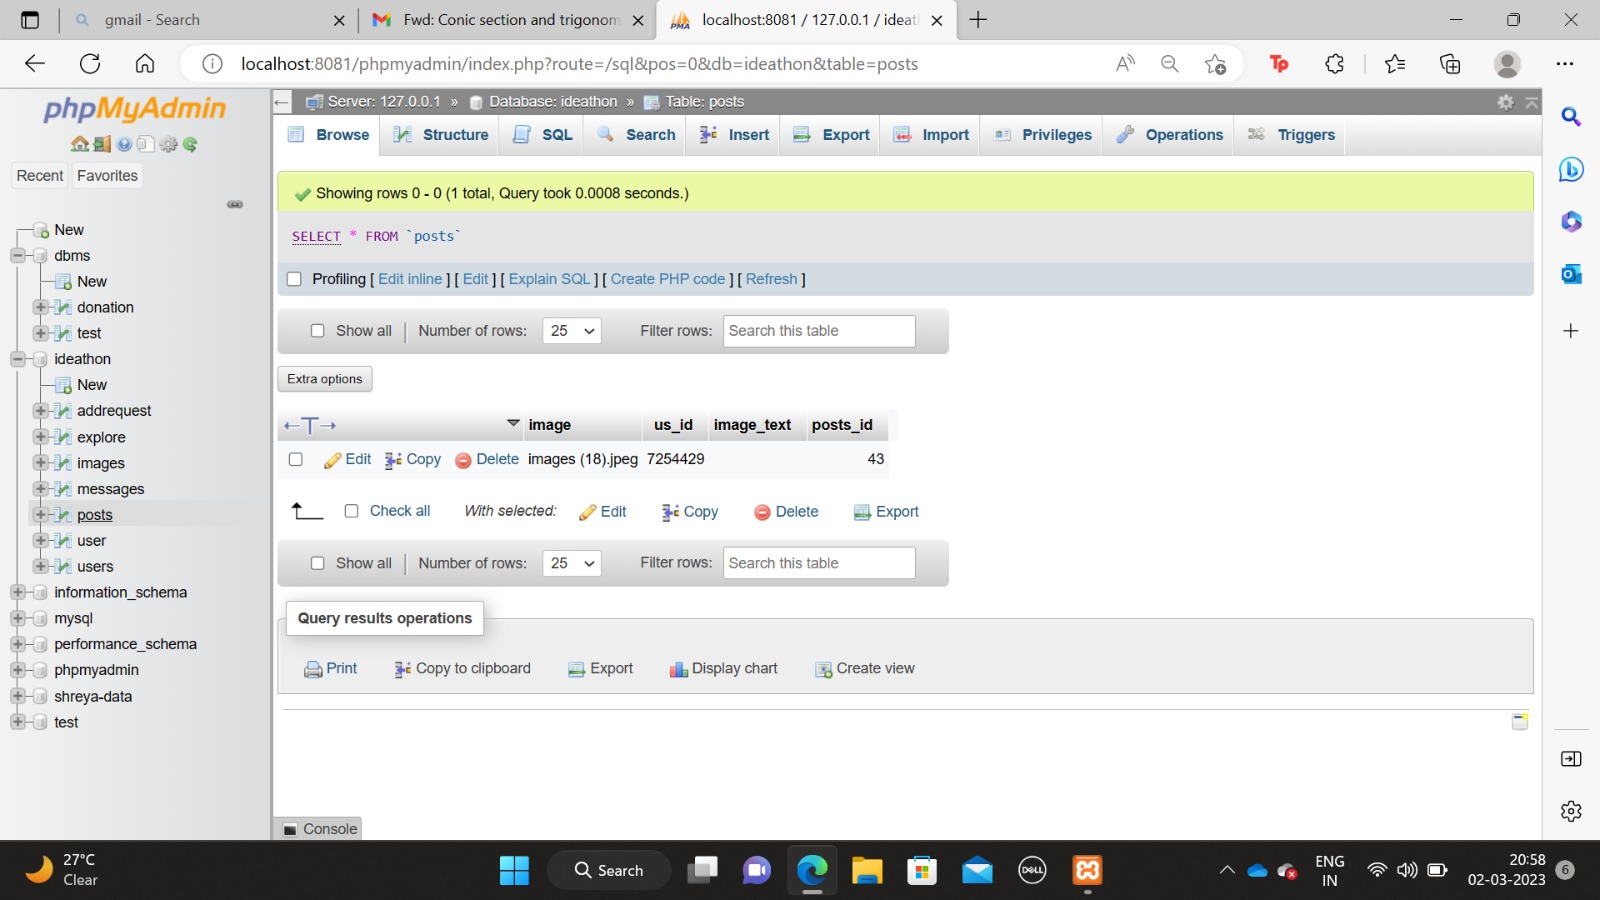 gmail - Search
Fwd: Conic section and trigonom
PMA
localhost:8081 / 127.0.0.1 / ideat
localhost:8081/phpmyadmin/index.php?route=/sql&pos=0&db=ideathon&table=posts
Tp
phpMyAdmin
Recent
Favorites
New
dbms
New
donation
test
ideathon
New
addrequest
explore
images
messages
posts
user
users
information_schema
mysql
performance_schema
phpmyadmin
shreya-data
test
Server: 127.0.0.1 » Database: ideathon » Table: posts
Browse Structure SQL Search Insert Export Import Privileges Operations Triggers
Showing rows 0 - 0 (1 total, Query took 0.0008 seconds.)
SELECT * FROM `posts`
Profiling [ Edit inline ] [ Edit ] [ Explain SQL ] [ Create PHP code ] [ Refresh ]
Show all | Number of rows: 25 Filter rows: Search this table
Extra options
←T→ image us_id image_text posts_id
Edit Copy Delete images (18).jpeg 7254429 43
Check all With selected: Edit Copy Delete Export
Show all | Number of rows: 25 Filter rows: Search this table
Query results operations
Print Copy to clipboard Export Display chart Create view
Console
27°C
Clear
Search
DELL
ENG
IN
20:58
02-03-2023
6